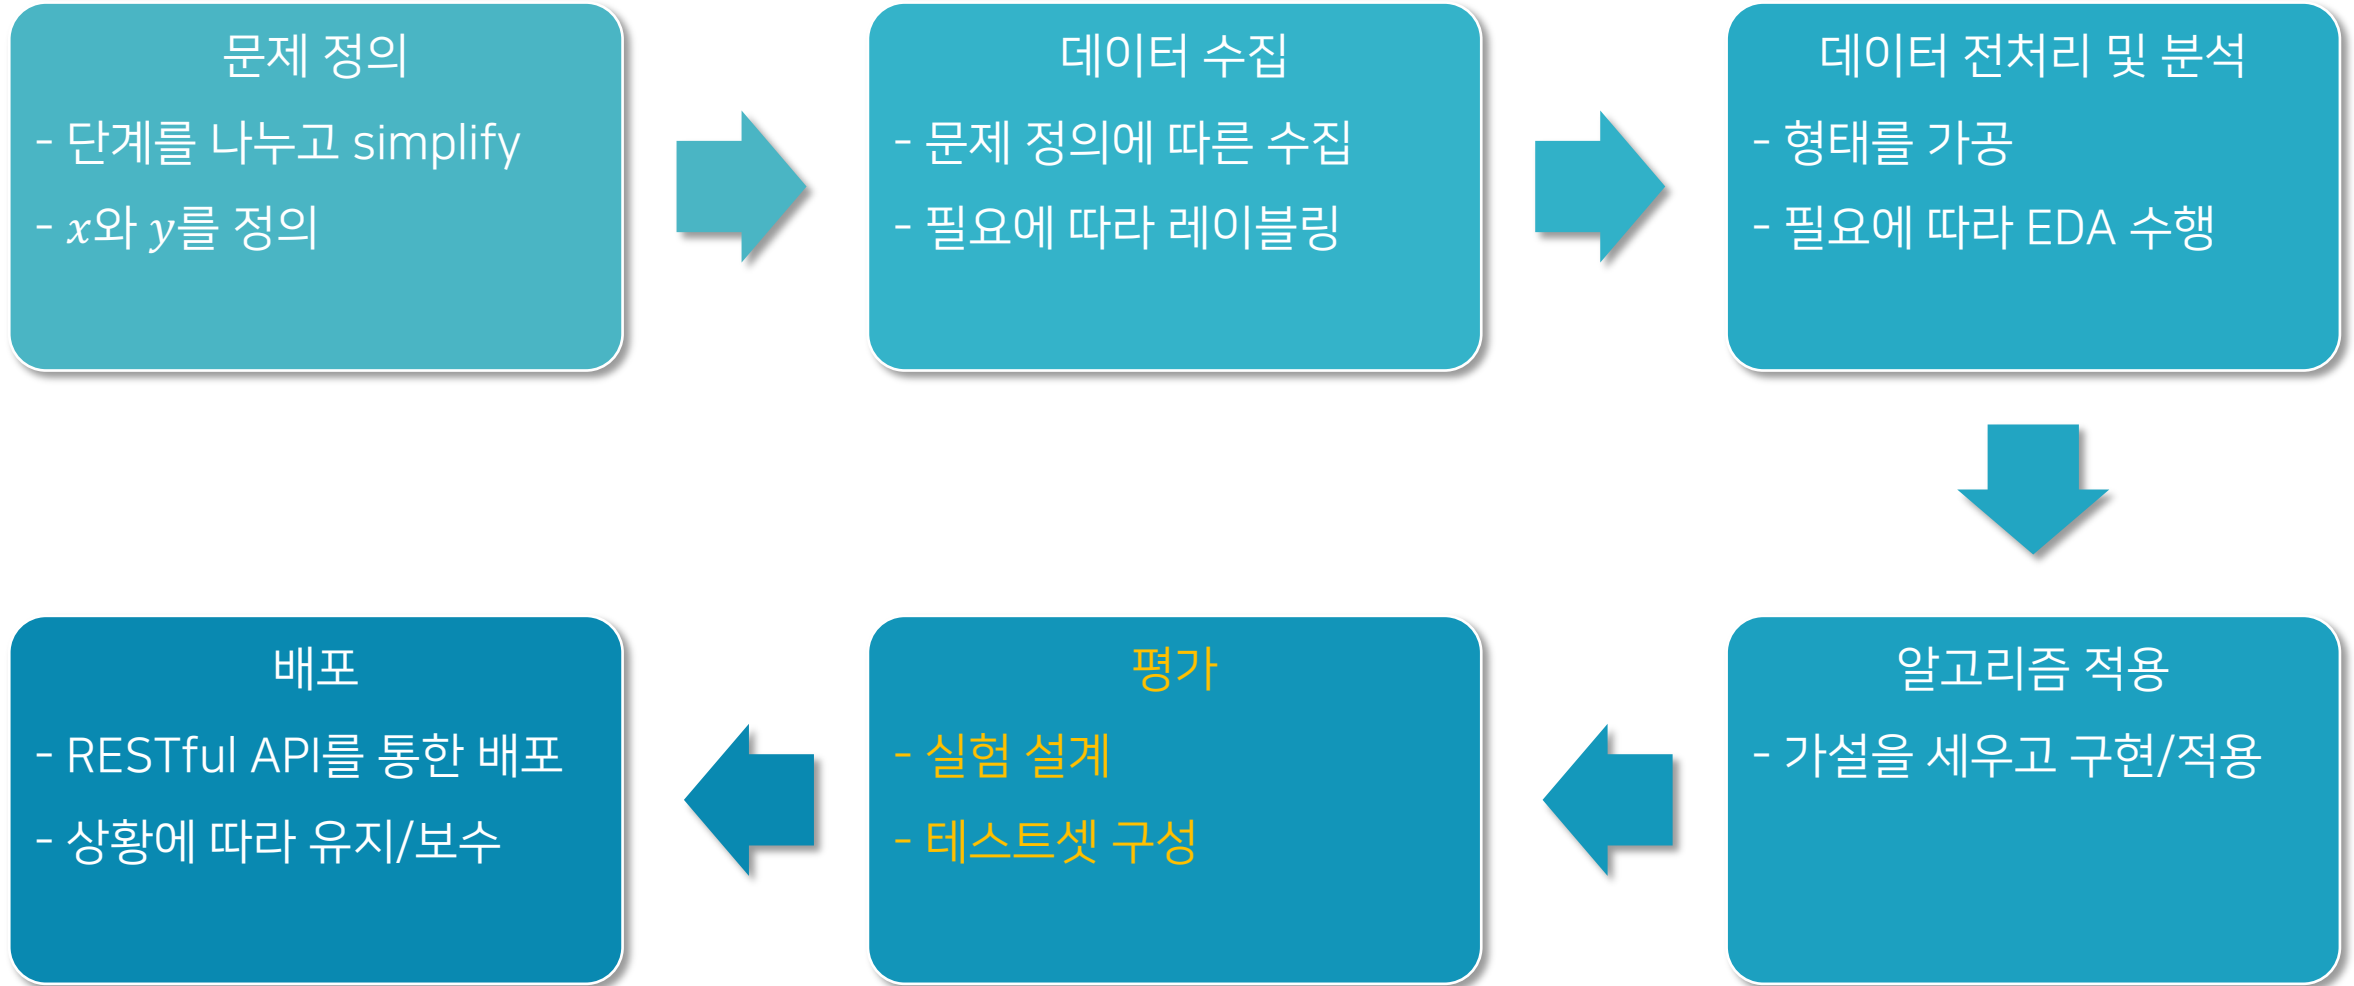 문제 정의
- 단계를 나누고 simplify
- x와 y를 정의
데이터 수집
- 문제 정의에 따른 수집
- 필요에 따라 레이블링
데이터 전처리 및 분석
- 형태를 가공
- 필요에 따라 EDA 수행
알고리즘 적용
- 가설을 세우고 구현/적용
평가
- 실험 설계
- 테스트셋 구성
배포
- RESTful API를 통한 배포
- 상황에 따라 유지/보수